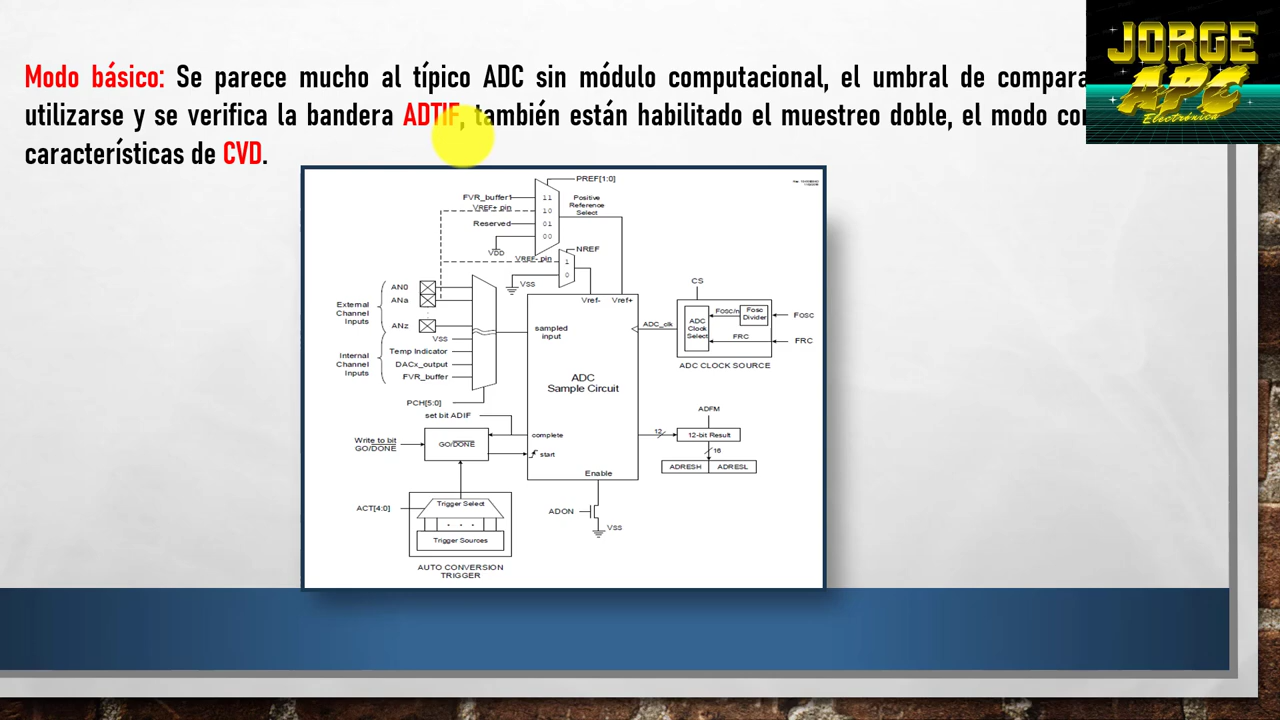 JORGE
APC
Electrónica
Modo básico: Se parece mucho al típico ADC sin módulo computacional, el umbral de compara
utilizarse y se verifica la bandera ADTIF, también están habilitado el muestreo doble, el modo con
características de CVD.
PREF[1:0]
FVR_buffer1
11
Positive
Reference
Select
VREF+ pin
10
Reserved
01
00
VDD
NREF
VREF- pin
1
0
VSS
CS
AN0
ANa
Vref-
Vref+
External
Channel
Inputs
ADC_clk
ADC
Clock
Select
Fosc/n
Fosc
Divider
Fosc
ANz
sampled
input
VSS
FRC
FRC
Internal
Channel
Inputs
Temp Indicator
DACx_output
FVR_buffer
ADC CLOCK SOURCE
ADC
Sample Circuit
PCH[5:0]
set bit ADIF
ADFM
Write to bit
GO/DONE
GO/DONE
complete
start
12
12-bit Result
16
ADRESH
ADRESL
Enable
ACT[4:0]
Trigger Select
. . .
Trigger Sources
ADON
VSS
AUTO CONVERSION
TRIGGER